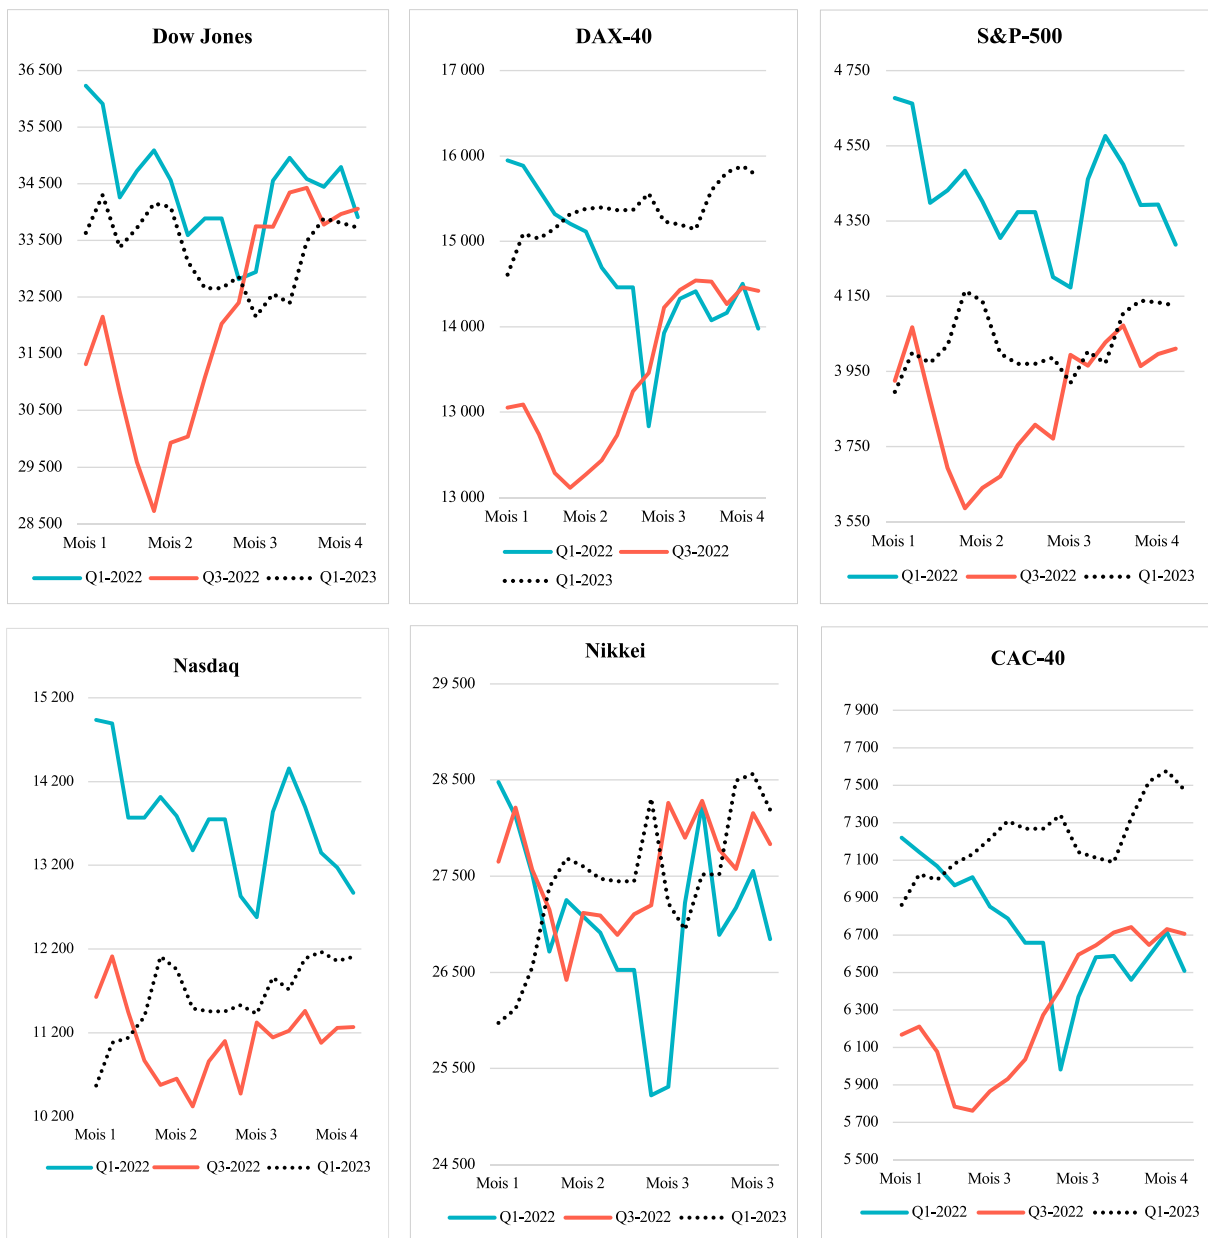 Dow Jones
36 500
35 500
34 500
33 500
32 500
31 500
30 500
29 500
28 500
Mois 1 Mois 2 Mois 3 Mois 4
Q1-2022 Q3-2022 Q1-2023
DAX-40
17 000
16 000
15 000
14 000
13 000
13 000
Mois 1 Mois 2 Mois 3 Mois 4
Q1-2022 Q3-2022
Q1-2023
S&P-500
4 750
4 550
4 350
4 150
3 950
3 750
3 550
Mois 1 Mois 2 Mois 3 Mois 4
Q1-2022 Q3-2022 Q1-2023
Nasdaq
15 200
14 200
13 200
12 200
11 200
10 200
Mois 1 Mois 2 Mois 3 Mois 4
Q1-2022 Q3-2022 Q1-2023
Nikkei
29 500
28 500
27 500
26 500
25 500
24 500
Mois 1 Mois 2 Mois 3 Mois 3
Q1-2022 Q3-2022 Q1-2023
CAC-40
7 900
7 700
7 500
7 300
7 100
6 900
6 700
6 500
6 300
6 100
5 900
5 700
5 500
Mois 1 Mois 3 Mois 3 Mois 4
Q1-2022 Q3-2022 Q1-2023